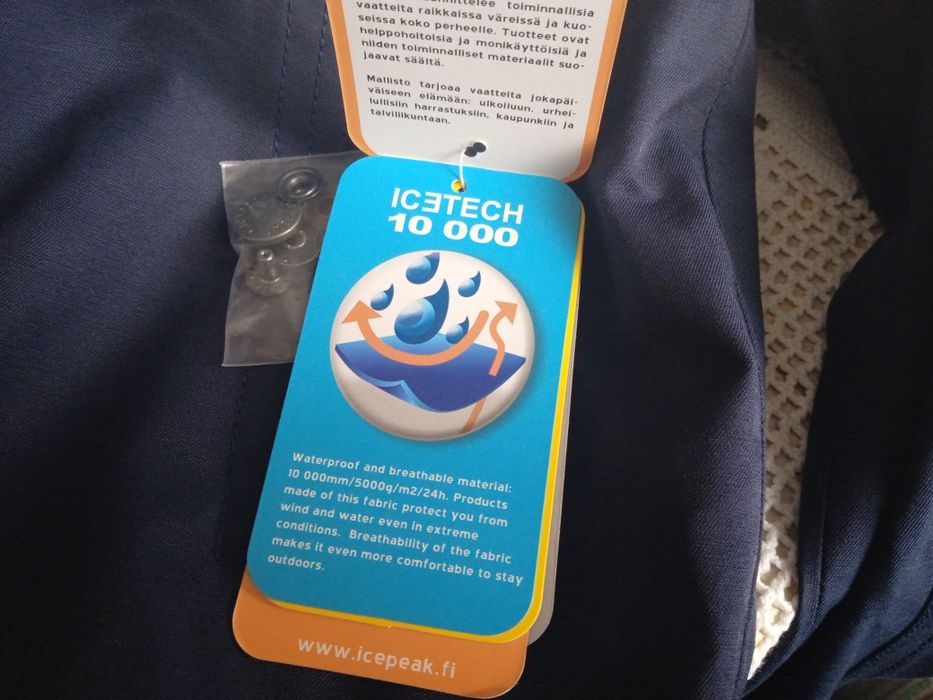 toiminnallisia
vaatteita raikkaissa väreissä ja kuo-
seissa koko perheelle. Tuotteet ovat
helppohoitoisia ja monikäyttöisiä ja
niiden toiminnalliset materiaalit suo-
jaavat säältä.
Mallisto tarjoaa vaatteita jokapäi-
väiseen elämään: ulkoiluun, urhei-
lullisiin harrastuksiin, kaupunkiin ja
talviliikuntaan.
ICƎTECH
10 000
Waterproof and breathable material:
10 000mm/5000g/m2/24h. Products
made of this fabric protect you from
wind and water even in extreme
conditions. Breathability of the fabric
makes it even more comfortable to stay
outdoors.
www.icepeak.fi